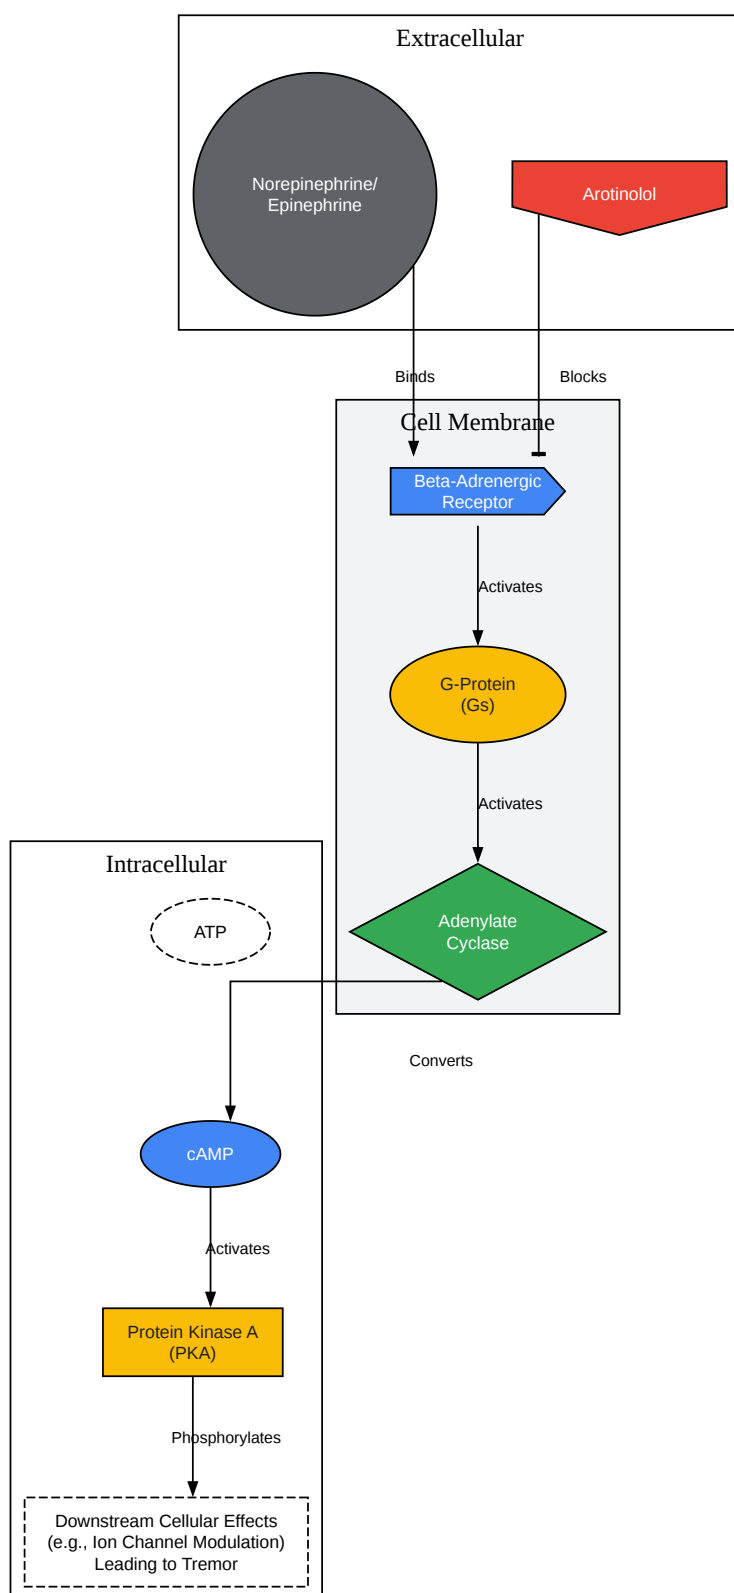 Extracellular
Norepinephrine/
Epinephrine
Arotinolol
Binds
Blocks
Cell Membrane
Beta-Adrenergic
Receptor
Activates
G-Protein
(Gs)
Activates
Intracellular
ATP
Adenylate
Cyclase
Converts
cAMP
Activates
Protein Kinase A
(PKA)
Phosphorylates
Downstream Cellular Effects
(e.g., Ion Channel Modulation)
Leading to Tremor